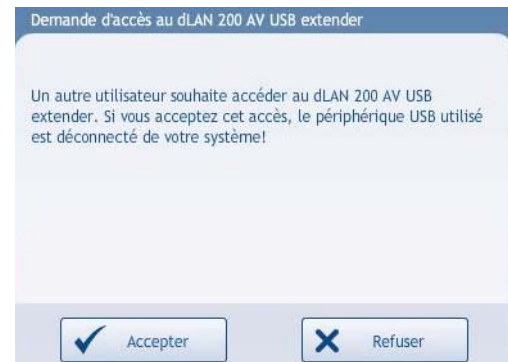 Demande d'accès au dLAN 200 AV USB extender
Un autre utilisateur souhaite accéder au dLAN 200 AV USB
extender. Si vous acceptez cet accès, le périphérique USB utilisé
est déconnecté de votre système!
Accepter
Refuser